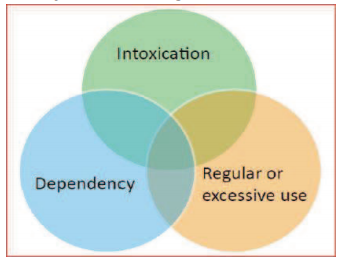 Intoxication
Dependency
Regular or
excessive use